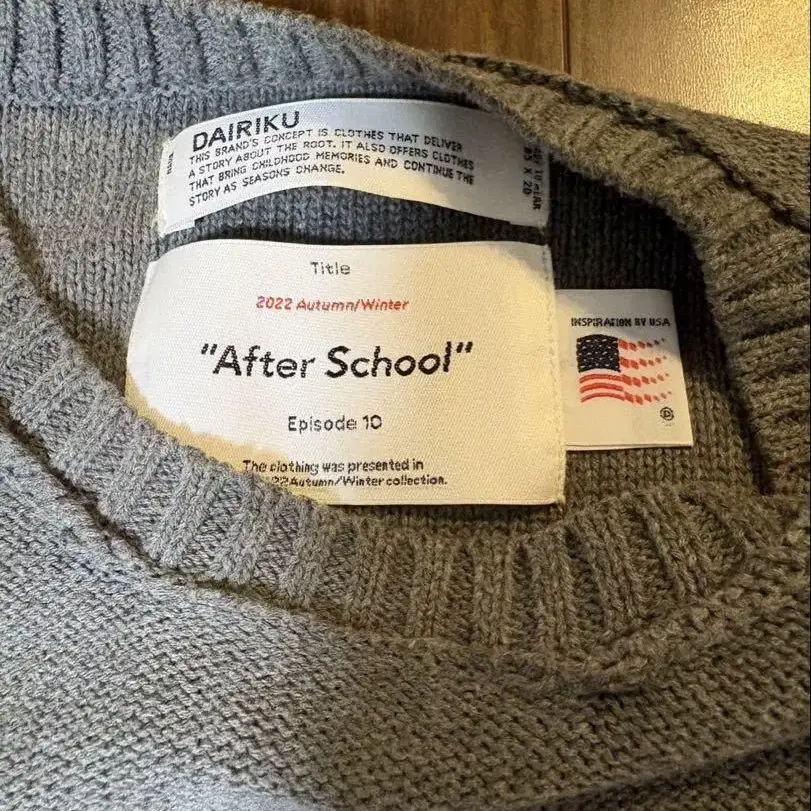 DAIRIKU
THIS BRAND'S CONCEPT IS CLOTHES THAT DELIVER
A STORY ABOUT THE ROOT. IT ALSO OFFERS CLOTHES
THAT BRING CHILDHOOD MEMORIES AND CONTINUE THE
STORY AS SEASONS CHANGE.
Title
2022 Autumn/Winter
"After School"
Episode 10
The clothing was presented in
22 Autumn/Winter collection.
INSPIRATION BY USA